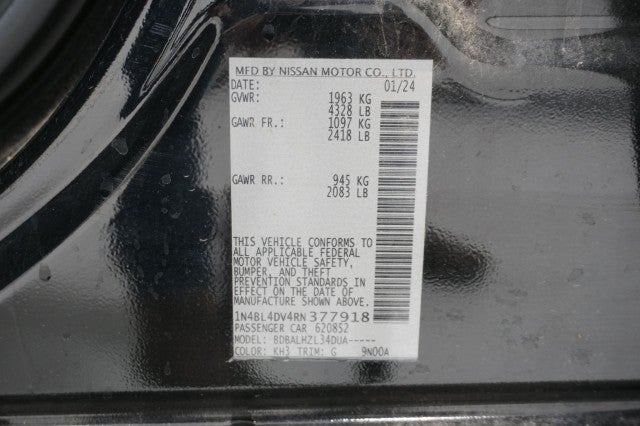 MFD BY NISSAN MOTOR CO., LTD.
DATE: 01/24
GVWR: 1963 KG
4328 LB
GAWR FR.: 1097 KG
2418 LB
GAWR RR.: 945 KG
2083 LB
THIS VEHICLE CONFORMS TO
ALL APPLICABLE FEDERAL
MOTOR VEHICLE SAFETY,
BUMPER, AND THEFT
PREVENTION STANDARDS IN
EFFECT ON THE DATE OF
MANUFACTURE SHOWN ABOVE.
1N4BL4DV4RN377918
PASSENGER CAR 620852
MODEL: BDBALHZL34DUA-----
COLOR: KH3 TRIM: G 9N00A